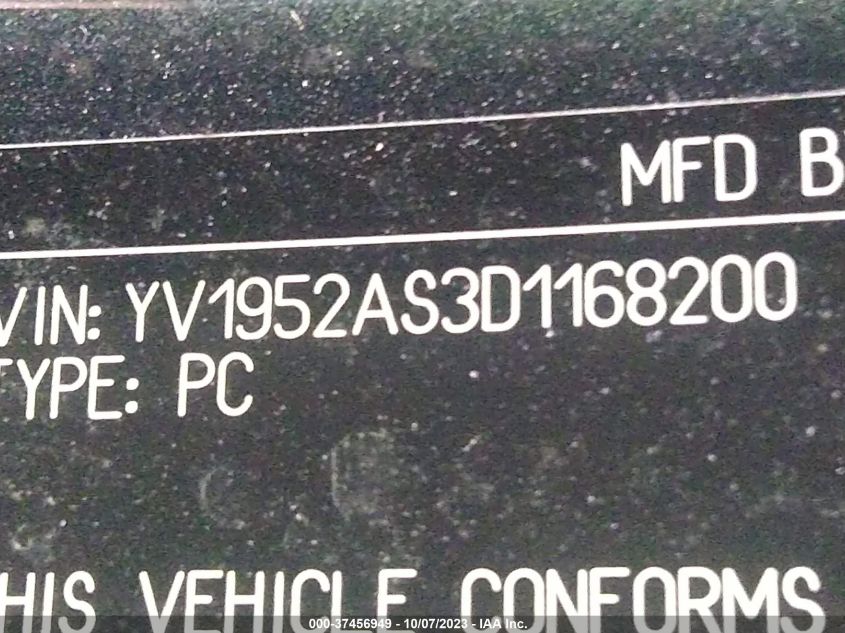 MFD B
VIN: YV1952AS3D1168200
TYPE: PC
HIS VEHICLE CONFORMS
000-37456949 - 10/07/2023 - IAA Inc.